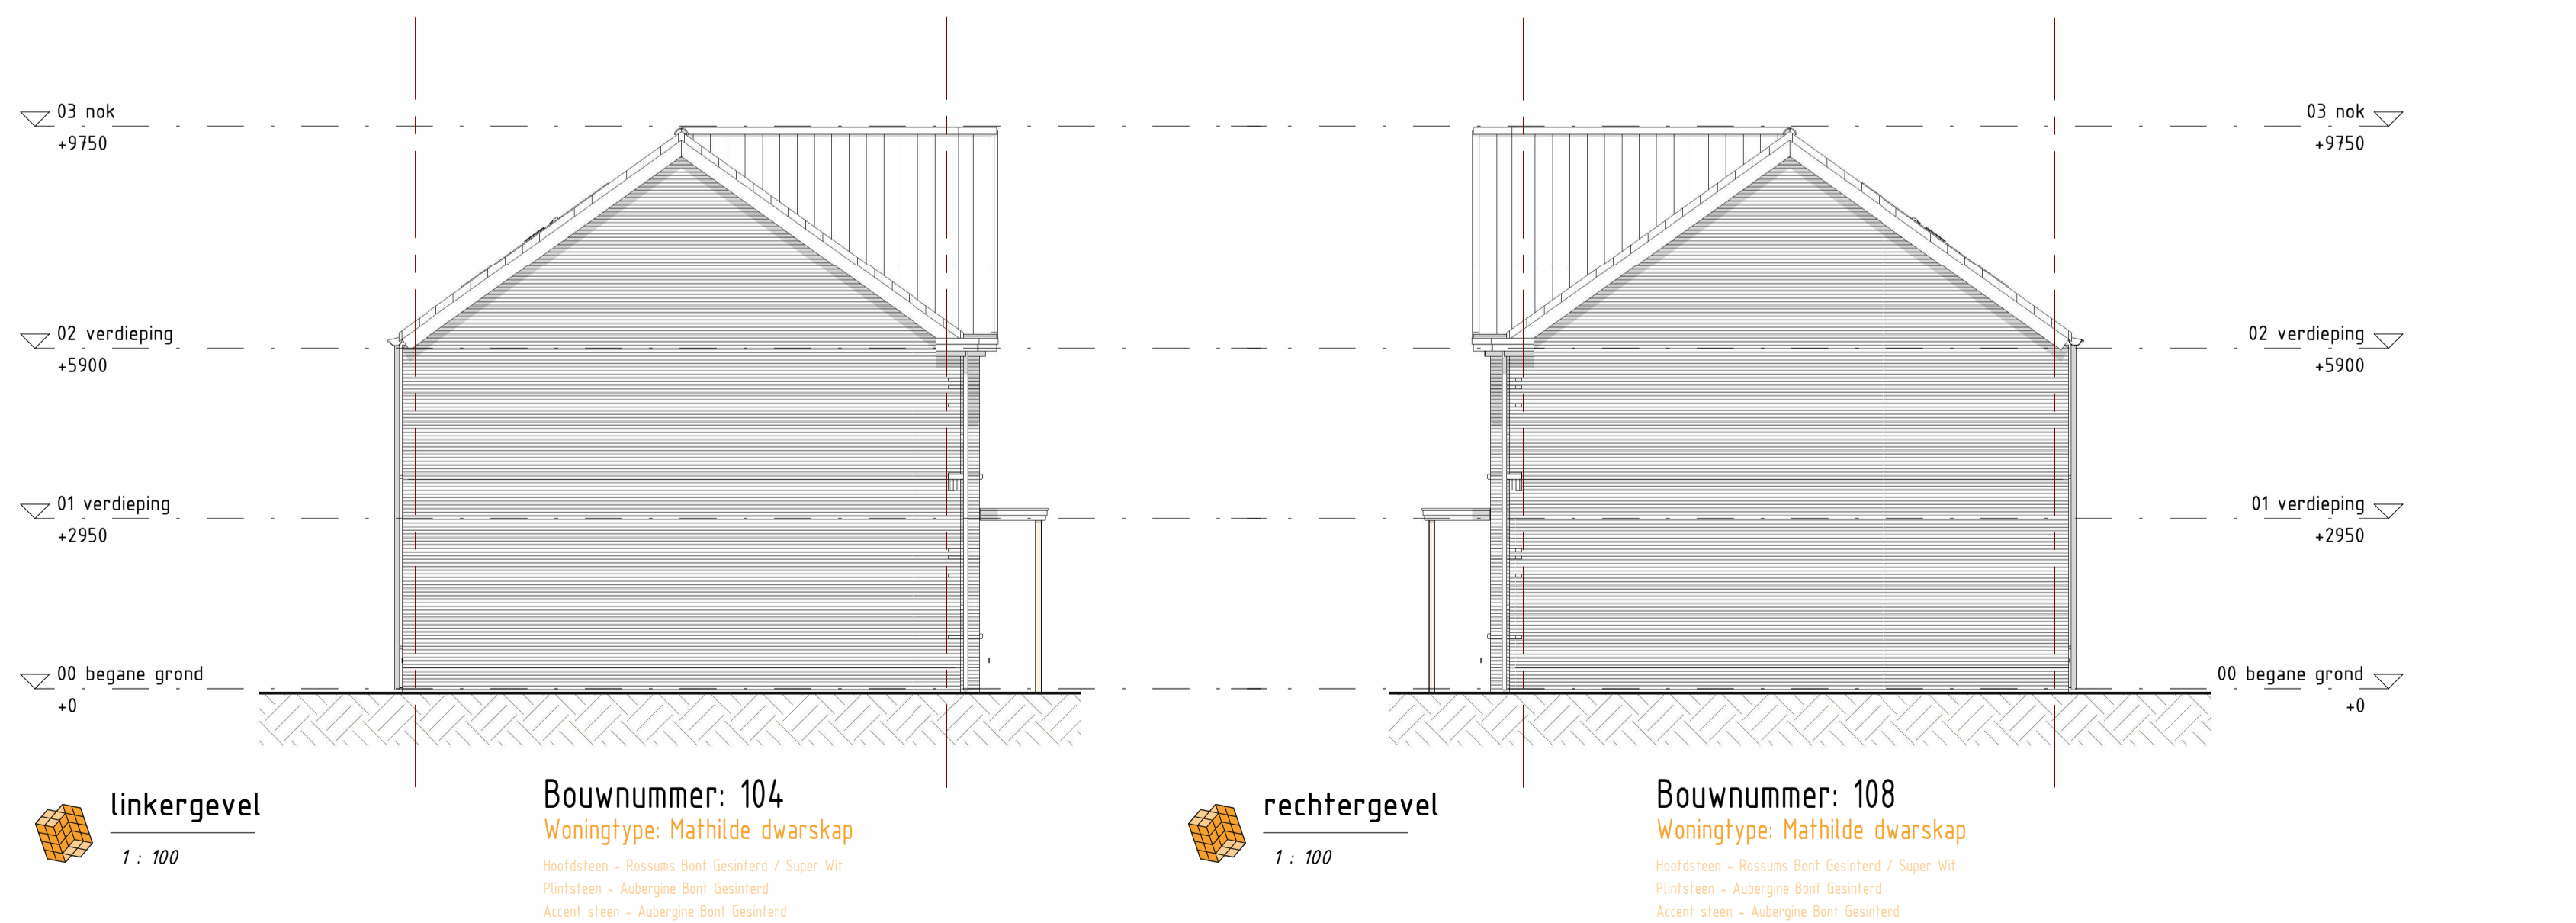 03 nok
+9750
02 verdieping
+5900
01 verdieping
+2950
00 begane grond
+0
linkergevel
1 : 100
Bouwnummer: 104
Woningtype: Mathilde dwarskap
Hoofdsteen - Rossums Bont Gesinterd / Super Wit
Plintsteen - Aubergine Bont Gesinterd
Accent steen - Aubergine Bont Gesinterd
03 nok
+9750
02 verdieping
+5900
01 verdieping
+2950
00 begane grond
+0
rechtergevel
1 : 100
Bouwnummer: 108
Woningtype: Mathilde dwarskap
Hoofdsteen - Rossums Bont Gesinterd / Super Wit
Plintsteen - Aubergine Bont Gesinterd
Accent steen - Aubergine Bont Gesinterd